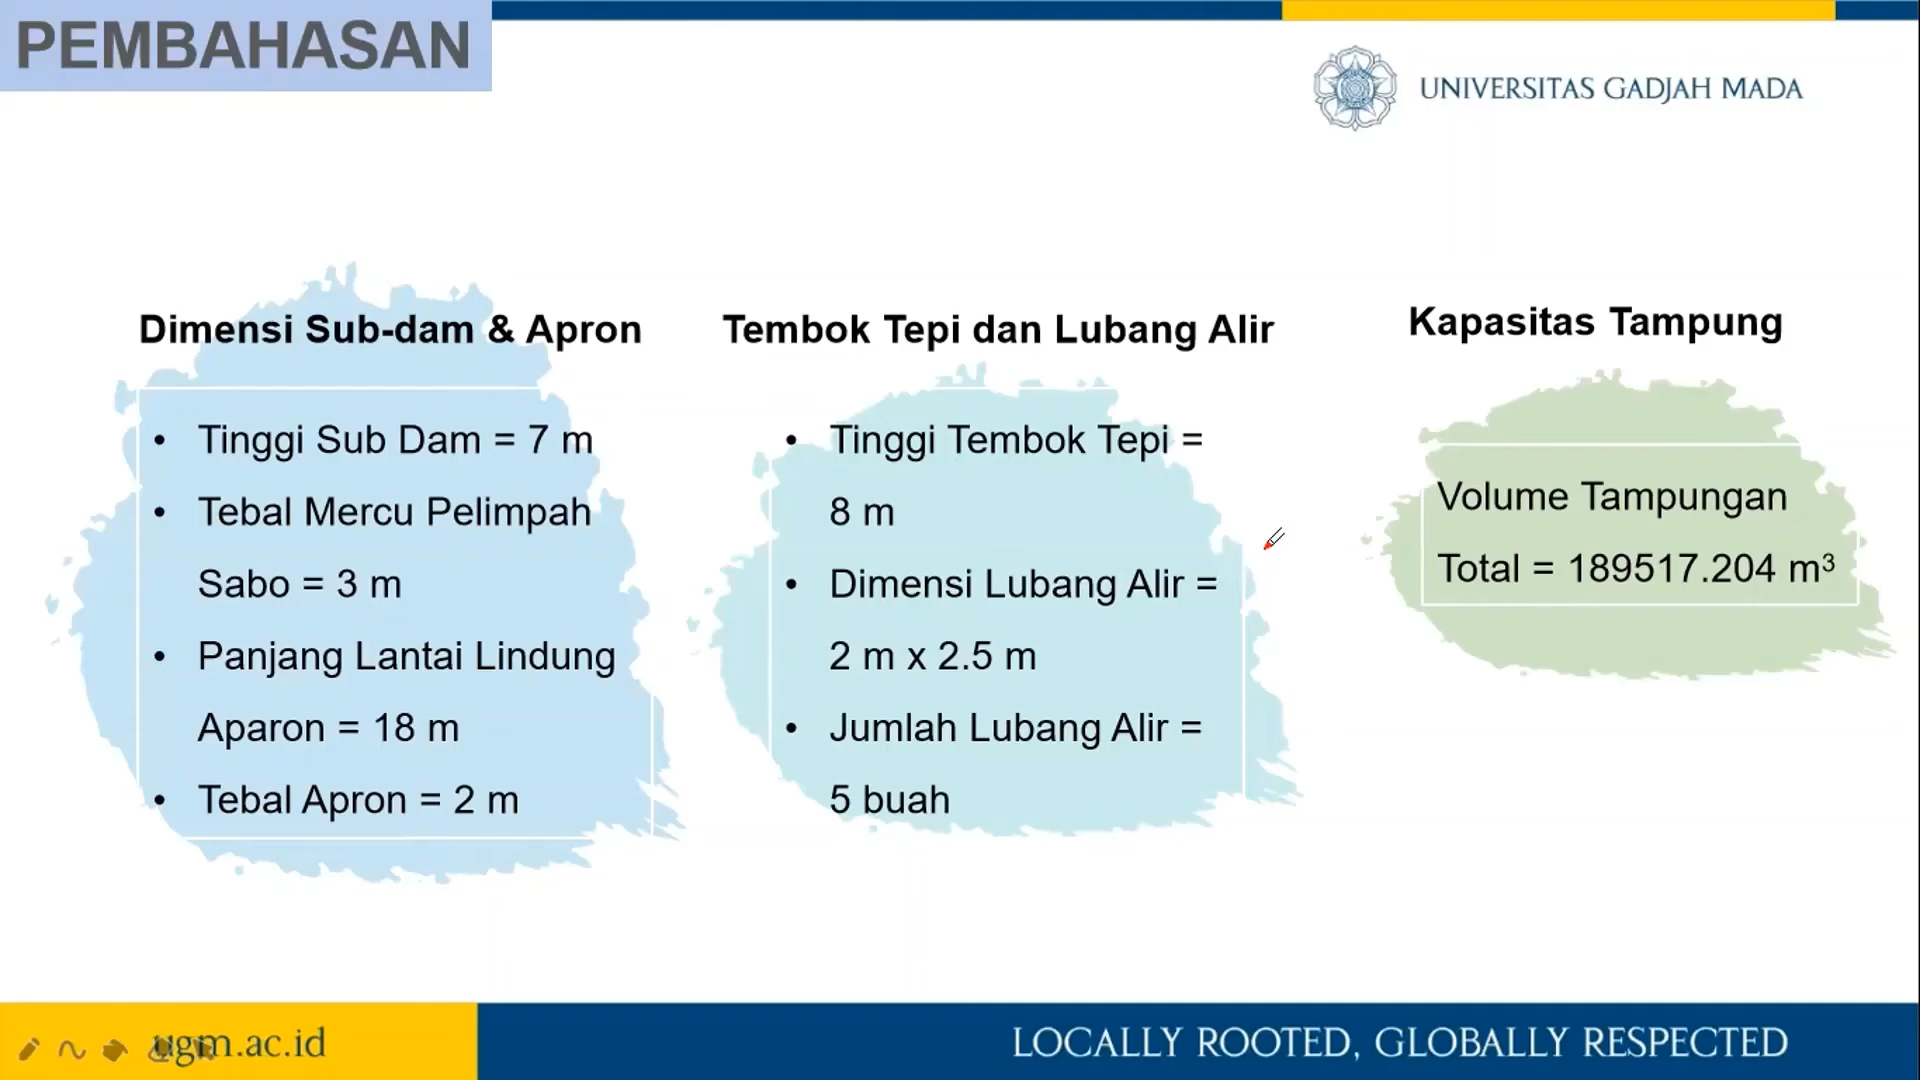 PEMBAHASAN
UNIVERSITAS GADJAH MADA
Dimensi Sub-dam & Apron
• Tinggi Sub Dam = 7 m
• Tebal Mercu Pelimpah
Sabo = 3 m
• Panjang Lantai Lindung
Aparon = 18 m
• Tebal Apron = 2 m
Tembok Tepi dan Lubang Alir
• Tinggi Tembok Tepi =
8 m
• Dimensi Lubang Alir =
2 m x 2.5 m
• Jumlah Lubang Alir =
5 buah
Kapasitas Tampung
Volume Tampungan
Total = 189517.204 m³
ugm.ac.id
LOCALLY ROOTED, GLOBALLY RESPECTED